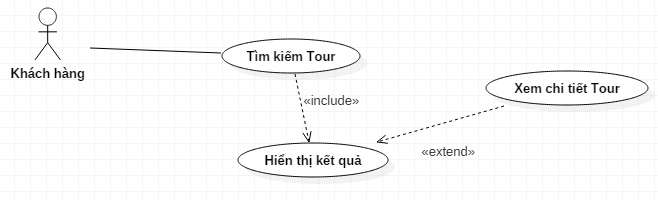 Khách hàng
Tìm kiếm Tour
«include»
Xem chi tiết Tour
«extend»
Hiển thị kết quả